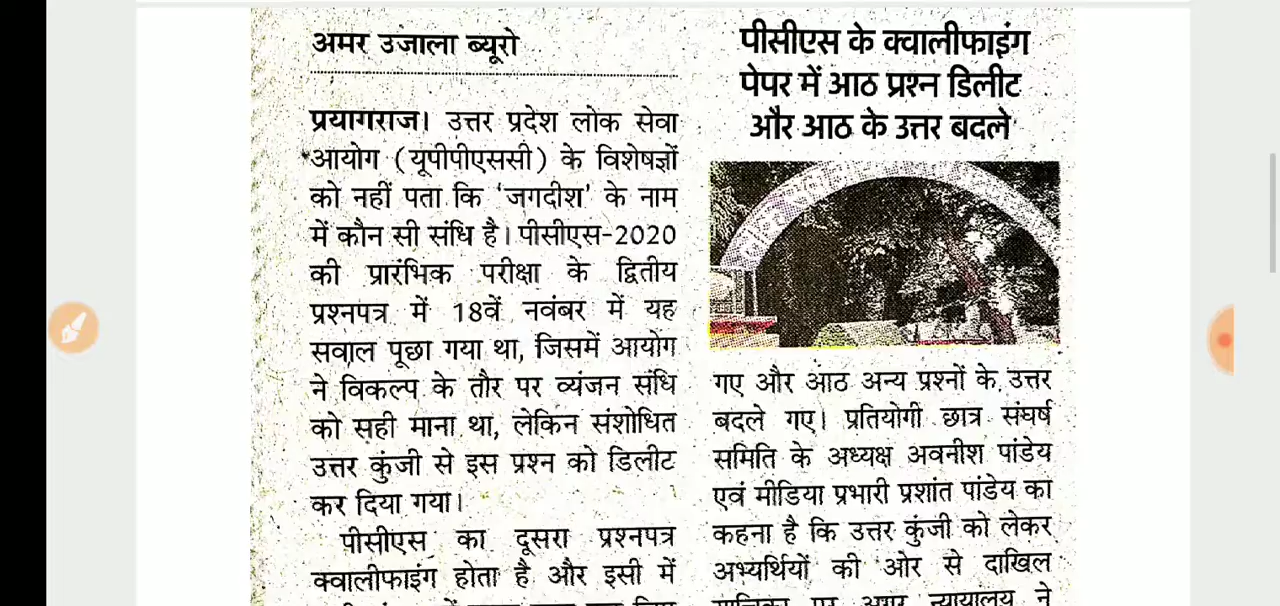 अमर उजाला ब्यूरो
प्रयागराज। उत्तर प्रदेश लोक सेवा
आयोग (यूपीपीएससी) के विशेषज्ञों
को नहीं पता कि ‘जगदीश’ के नाम
में कौन सी संधि है। पीसीएस-2020
की प्रारंभिक परीक्षा के द्वितीय
प्रश्नपत्र में 18वें नवंबर में यह
सवाल पूछा गया था, जिसमें आयोग
ने विकल्प के तौर पर व्यंजन संधि
को सही माना था, लेकिन संशोधित
उत्तर कुंजी से इस प्रश्न को डिलीट
कर दिया गया।
पीसीएस का दूसरा प्रश्नपत्र
क्वालीफाइंग होता है और इसी में
पीसीएस के क्वालीफाइंग
पेपर में आठ प्रश्न डिलीट
और आठ के उत्तर बदले
गए और आठ अन्य प्रश्नों के उत्तर
बदले गए। प्रतियोगी छात्र संघर्ष
समिति के अध्यक्ष अवनीश पांडेय
एवं मीडिया प्रभारी प्रशांत पांडेय का
कहना है कि उत्तर कुंजी को लेकर
अभ्यर्थियों की ओर से दाखिल
याचिका पर अगर न्यायालय ने